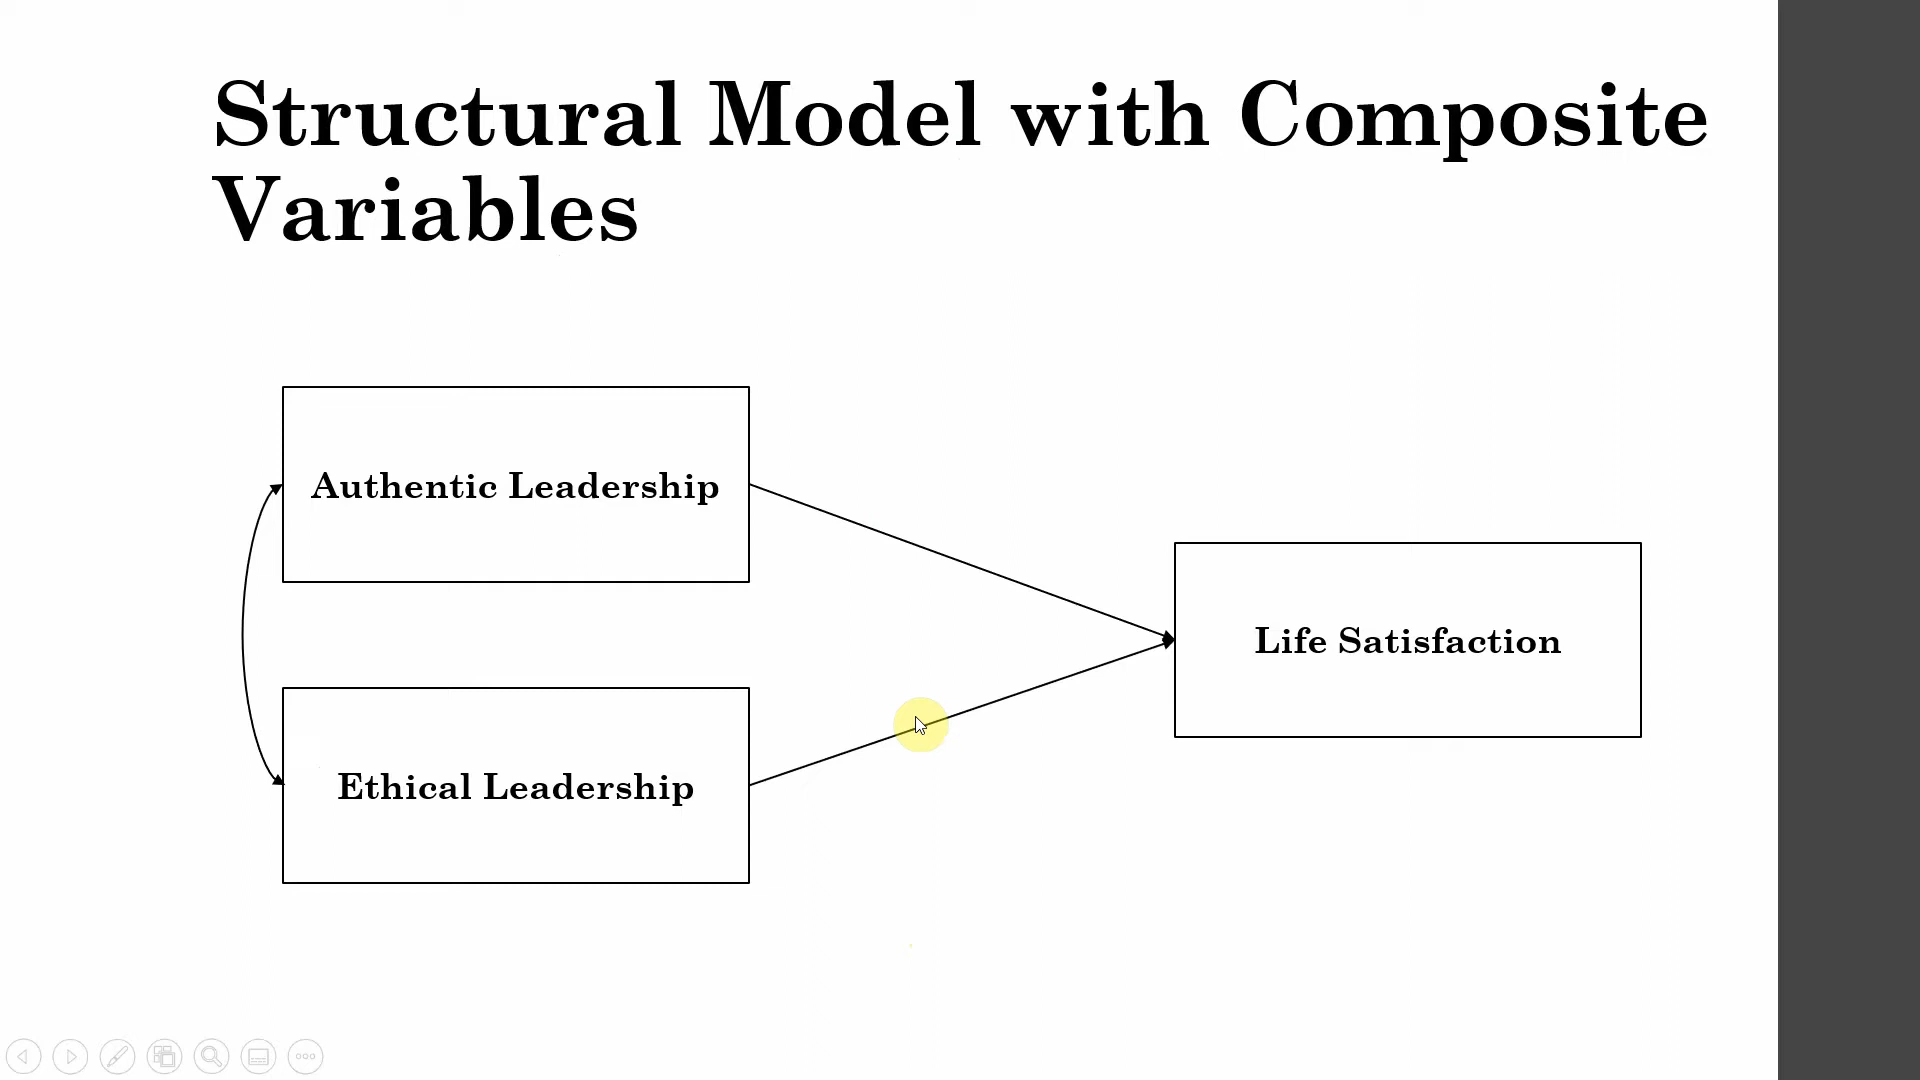 Structural Model with Composite
Variables
Authentic Leadership
Life Satisfaction
Ethical Leadership